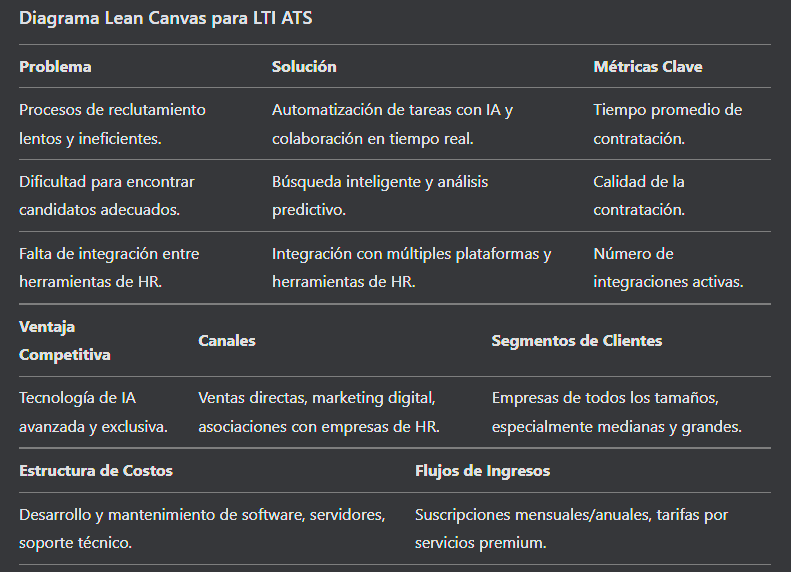 Diagrama Lean Canvas para LTI ATS
Problema
Solución
Métricas Clave
Procesos de reclutamiento
lentos y ineficientes.
Automatización de tareas con IA y
colaboración en tiempo real.
Tiempo promedio de
contratación.
Dificultad para encontrar
candidatos adecuados.
Búsqueda inteligente y análisis
predictivo.
Calidad de la
contratación.
Falta de integración entre
herramientas de HR.
Integración con múltiples plataformas y
herramientas de HR.
Número de
integraciones activas.
Ventaja
Competitiva
Canales
Segmentos de Clientes
Tecnología de IA
avanzada y exclusiva.
Ventas directas, marketing digital,
asociaciones con empresas de HR.
Empresas de todos los tamaños,
especialmente medianas y grandes.
Estructura de Costos
Flujos de Ingresos
Desarrollo y mantenimiento de software, servidores,
soporte técnico.
Suscripciones mensuales/anuales, tarifas por
servicios premium.